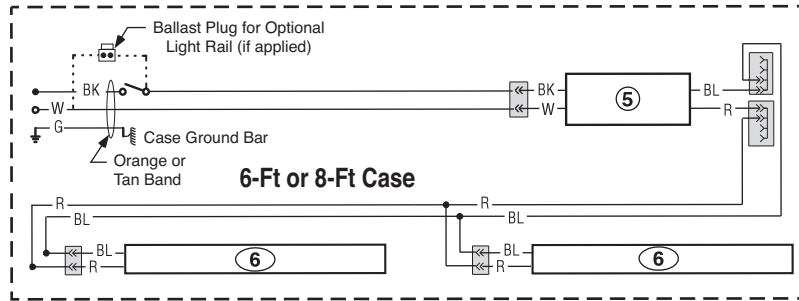 Ballast Plug for Optional
Light Rail (if applied)
BK
BK
BL
5
W
W
R
G
Case Ground Bar
Orange or
Tan Band
6-Ft or 8-Ft Case
R
R
BL
BL
BL
6
BL
6
R
R